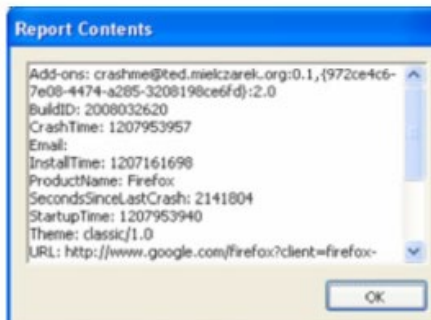 Report Contents
Add-ons: crashme@ted.mielczarek.org:0.1,{972ce4c6-
7e08-4474-a285-3208198ce6fd}:2.0
BuildID: 2008032620
CrashTime: 1207953957
Email:
InstallTime: 1207161698
ProductName: Firefox
SecondsSinceLastCrash: 2141804
StartupTime: 1207953940
Theme: classic/1.0
URL: http://www.google.com/firefox?client=firefox-
OK